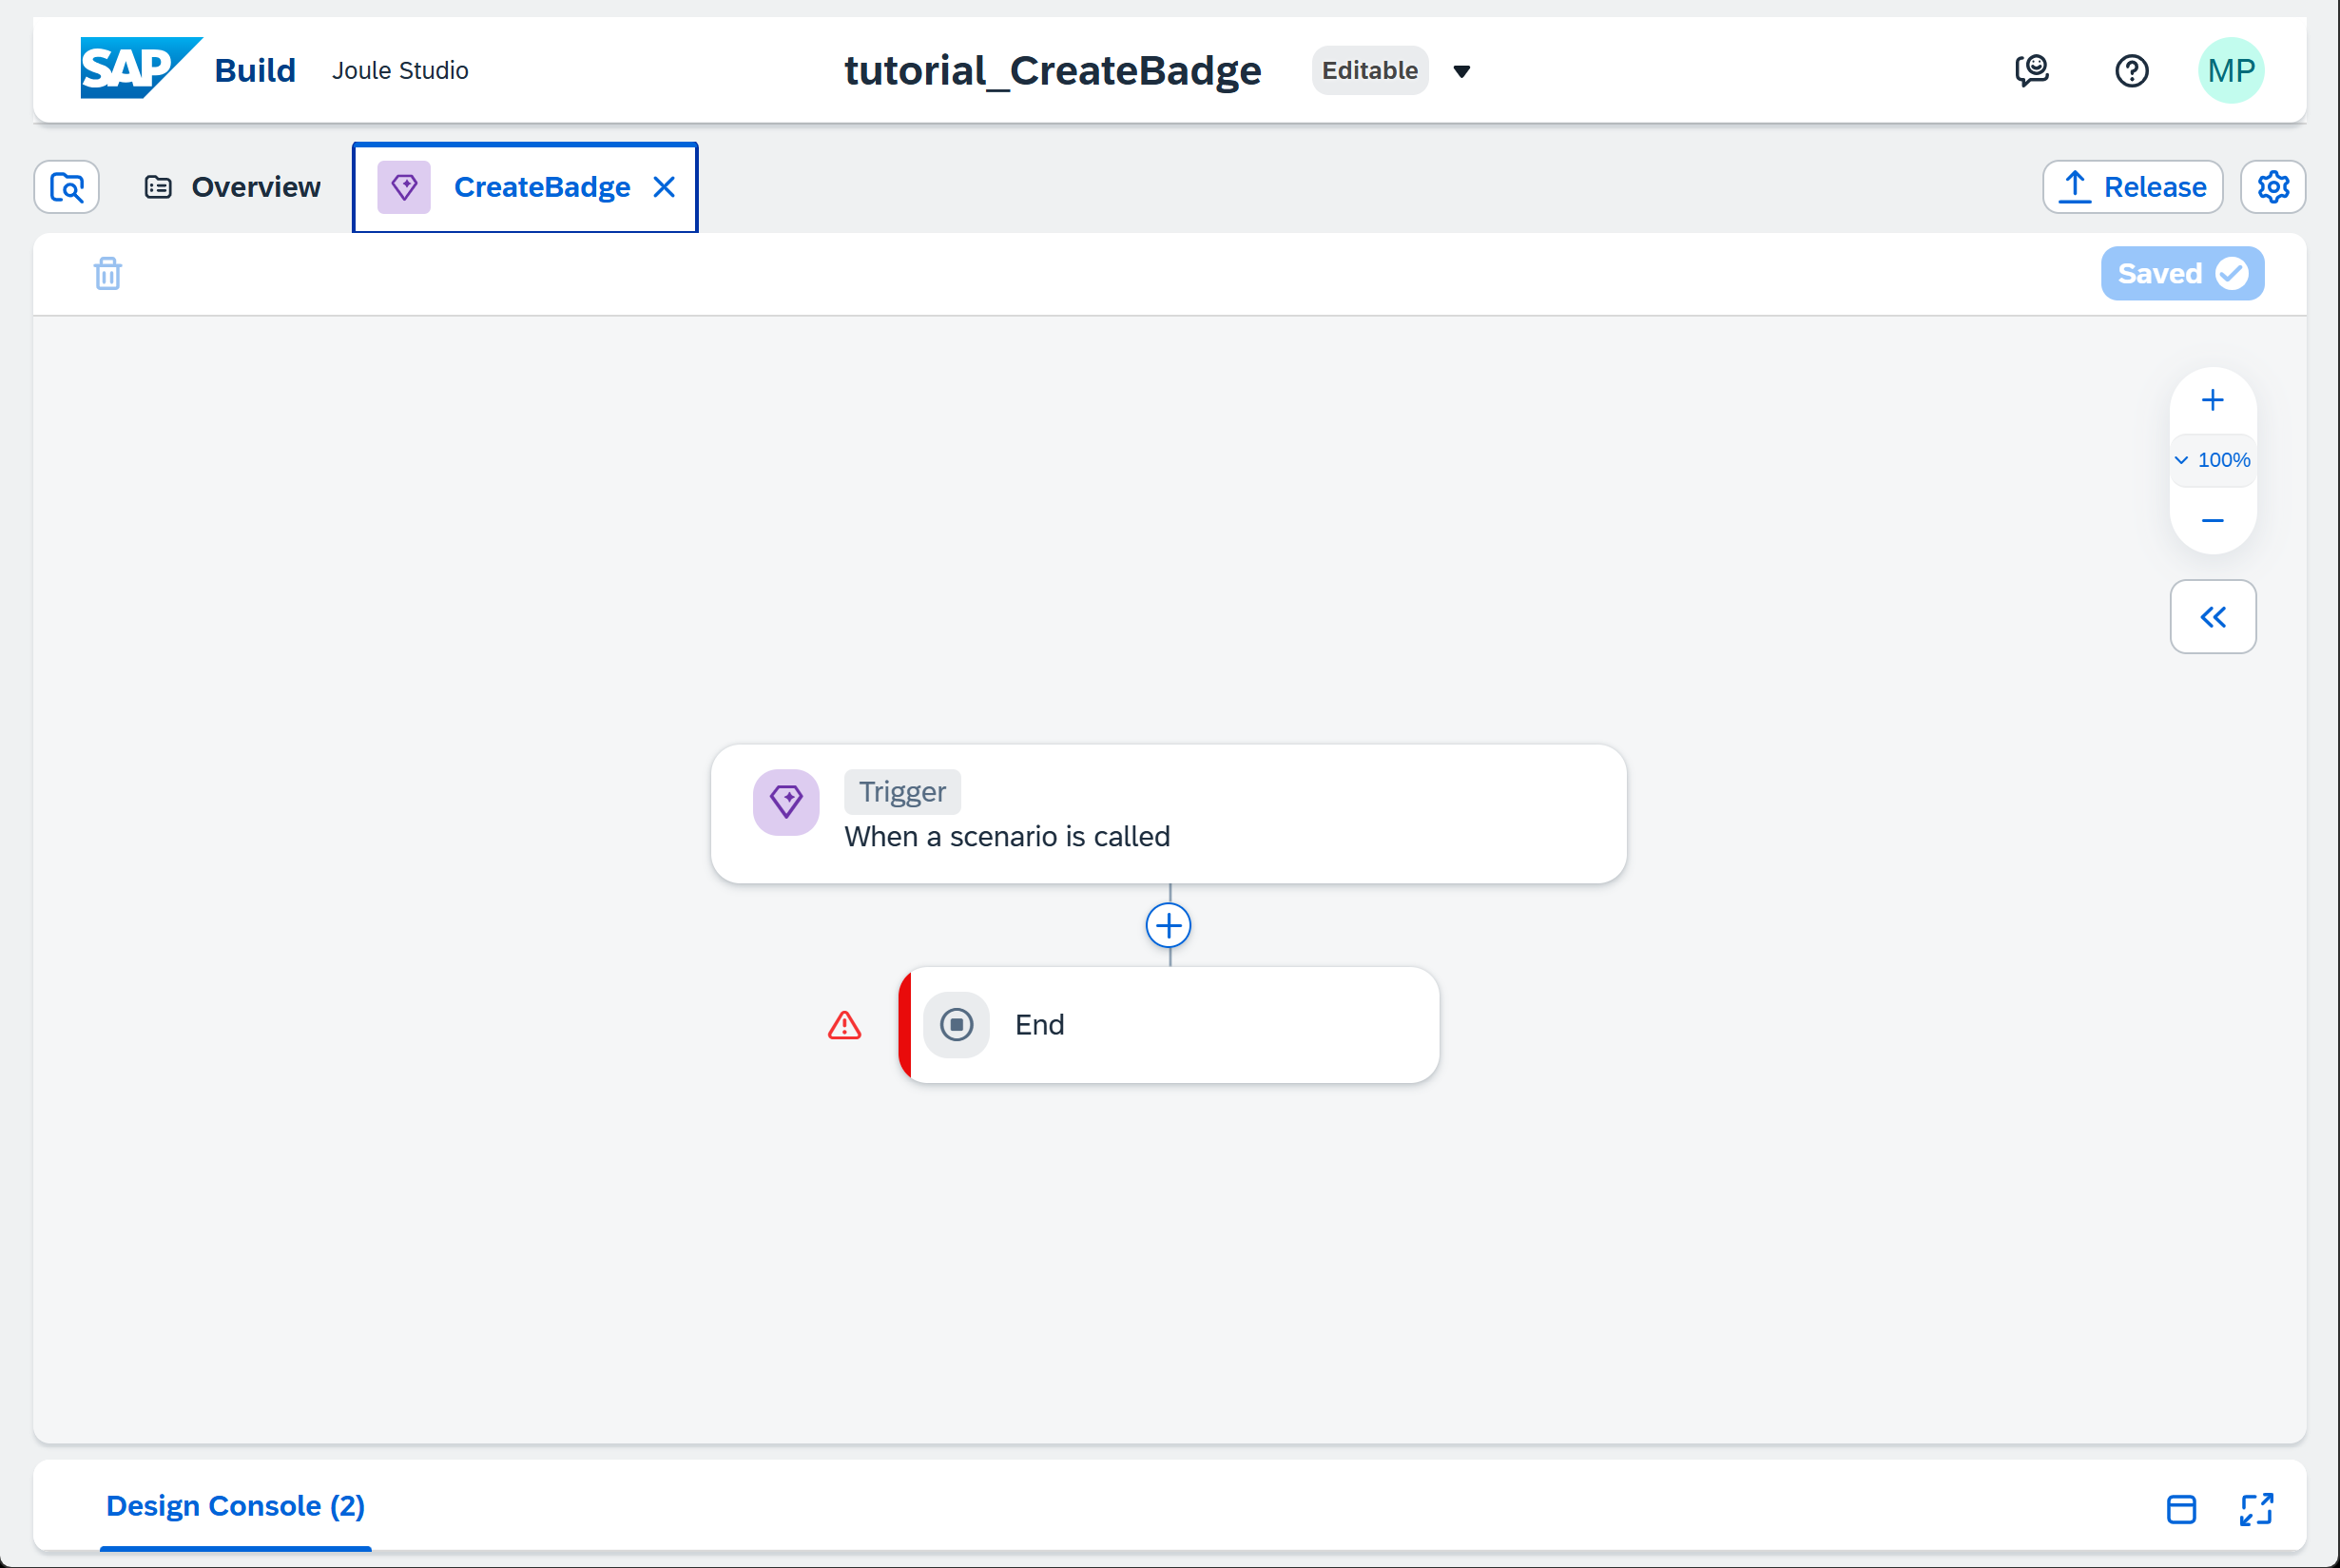 SAP Build Joule Studio
tutorial_CreateBadge Editable
MP
Overview
CreateBadge
Release
Saved
100%
Trigger
When a scenario is called
End
Design Console (2)